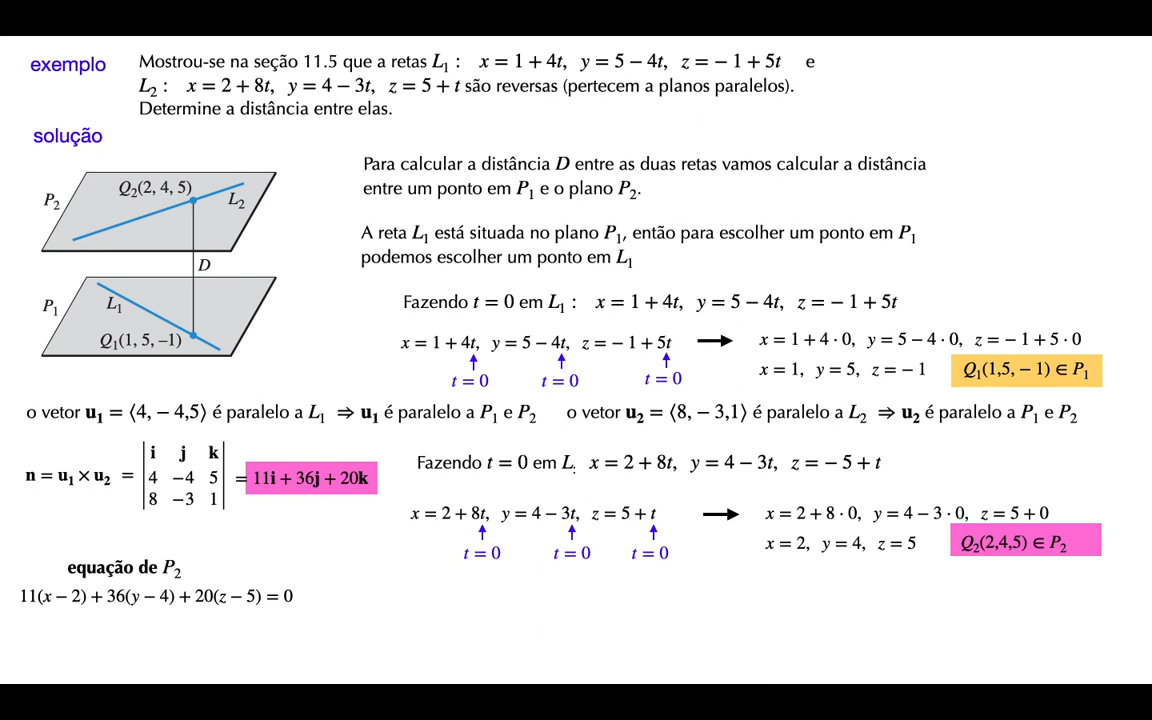 exemplo
Mostrou-se na seção 11.5 que a retas L₁ : x = 1 + 4t, y = 5 − 4t, z = − 1 + 5t e
L₂ : x = 2 + 8t, y = 4 − 3t, z = 5 + t são reversas (pertecem a planos paralelos).
Determine a distância entre elas.
solução
Para calcular a distância D entre as duas retas vamos calcular a distância
entre um ponto em P₁ e o plano P₂.
A reta L₁ está situada no plano P₁, então para escolher um ponto em P₁
podemos escolher um ponto em L₁
P₂
Q₂(2, 4, 5)
L₂
D
P₁
L₁
Q₁(1, 5, –1)
Fazendo t = 0 em L₁ : x = 1 + 4t, y = 5 − 4t, z = − 1 + 5t
x = 1 + 4t, y = 5 − 4t, z = − 1 + 5t → x = 1 + 4 · 0, y = 5 − 4 · 0, z = − 1 + 5 · 0
t = 0 t = 0 t = 0
x = 1, y = 5, z = − 1 Q₁(1,5, − 1) ∈ P₁
o vetor u₁ = ⟨4, − 4,5⟩ é paralelo a L₁ ⇒ u₁ é paralelo a P₁ e P₂ o vetor u₂ = ⟨8, − 3,1⟩ é paralelo a L₂ ⇒ u₂ é paralelo a P₁ e P₂
i j k
n = u₁ × u₂ = 4 −4 5 = 11i + 36j + 20k
8 −3 1
Fazendo t = 0 em L x = 2 + 8t, y = 4 − 3t, z = − 5 + t
x = 2 + 8t, y = 4 − 3t, z = 5 + t → x = 2 + 8 · 0, y = 4 − 3 · 0, z = 5 + 0
t = 0 t = 0 t = 0
x = 2, y = 4, z = 5 Q₂(2,4,5) ∈ P₂
equação de P₂
11(x − 2) + 36(y − 4) + 20(z − 5) = 0